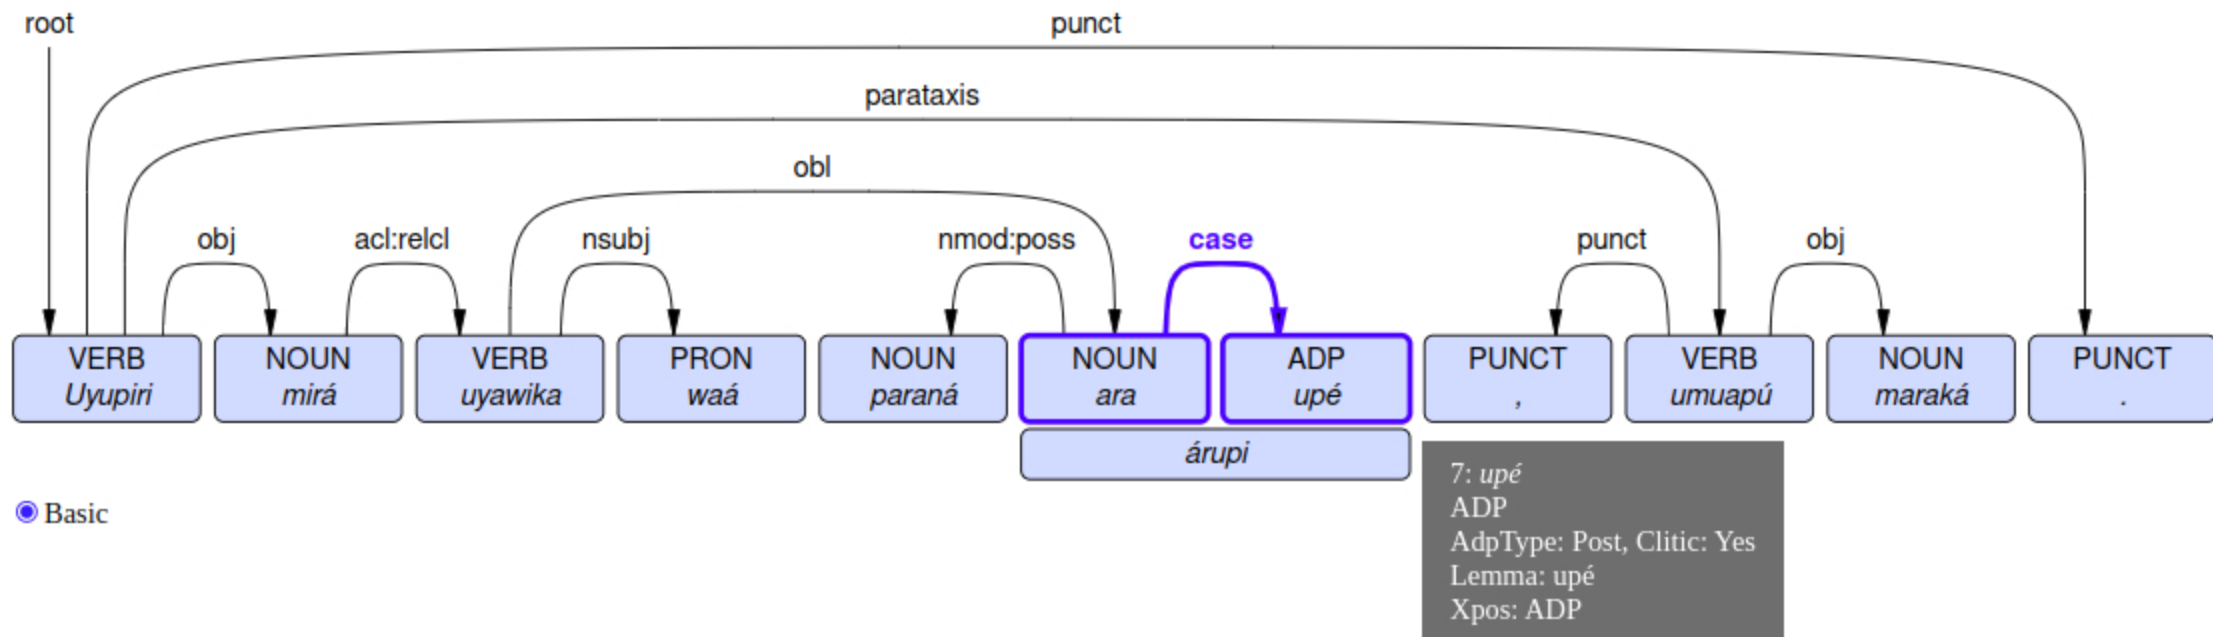 root punct
parataxis
obl
obj acl:relcl nsubj nmod:poss case punct obj
VERB NOUN VERB PRON NOUN NOUN ADP PUNCT VERB NOUN PUNCT
Uyupiri mirá uyawika waá paraná ara upé , umuapú maraká .
árupi
7: upé
ADP
AdpType: Post, Clitic: Yes
Lemma: upé
Xpos: ADP
Basic